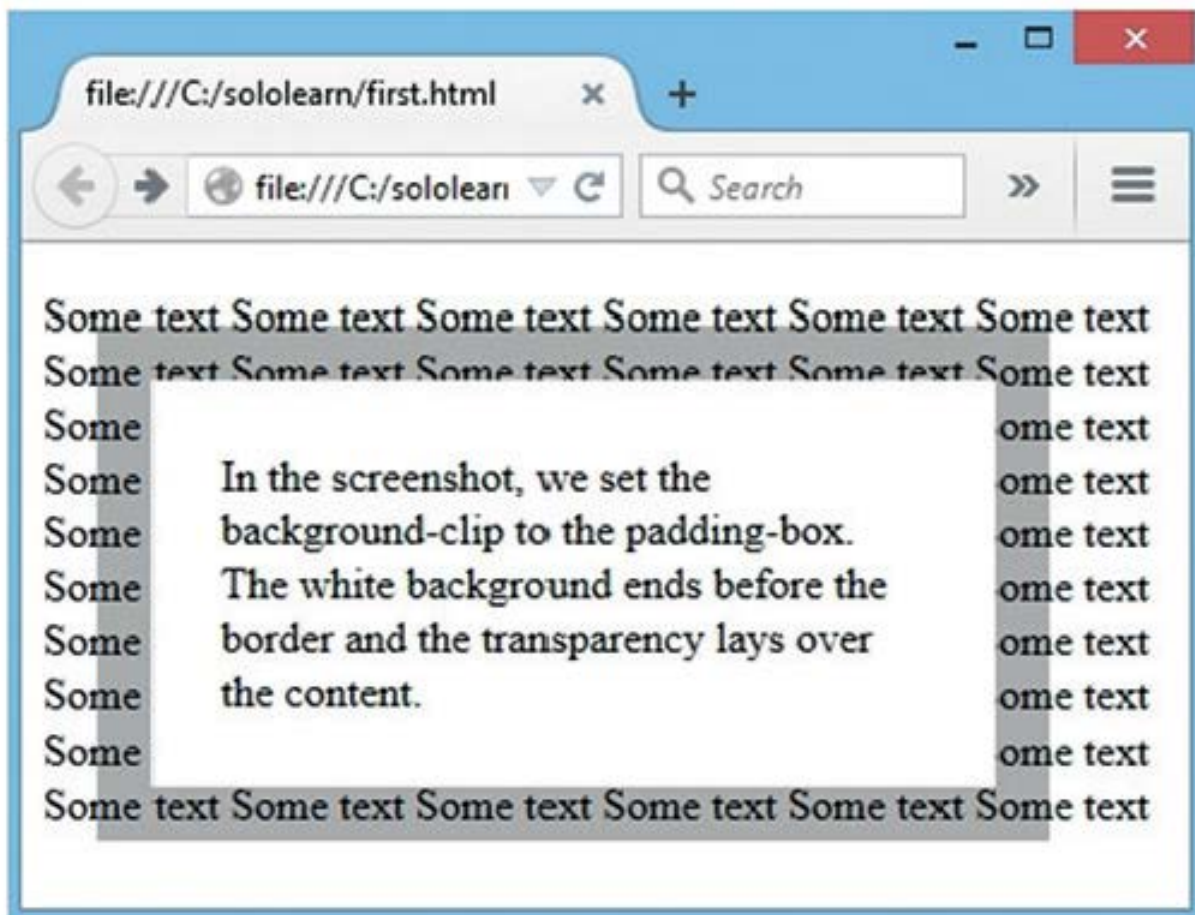 file:///C:/sololearn/first.html
file:///C:/sololearn
Search
Some text Some text Some text Some text Some text Some text
Some text Some text Some text Some text Some text Some text
Some ome text
Some In the screenshot, we set the ome text
Some background-clip to the padding-box. ome text
Some The white background ends before the ome text
Some border and the transparency lays over ome text
Some the content. ome text
Some ome text
Some text Some text Some text Some text Some text Some text